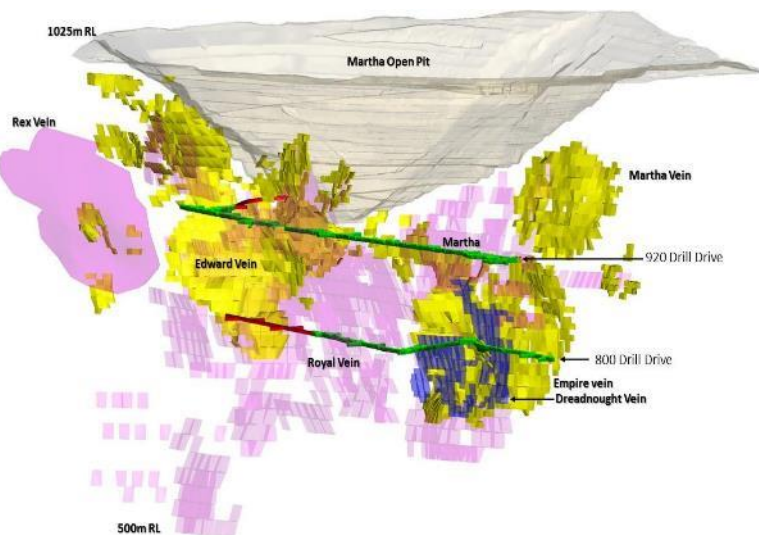 1025m RL
Martha Open Pit
Rex Vein
Martha Vein
Martha
920 Drill Drive
Edward Vein
800 Drill Drive
Royal Vein
Empire vein
Dreadnought Vein
500m RL